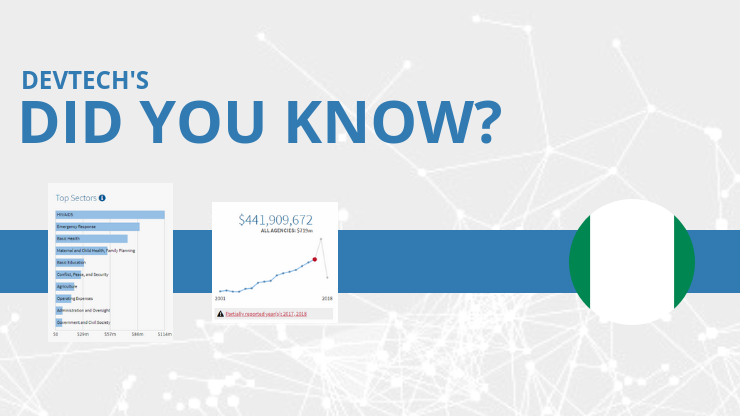 DEVTECH'S
DID YOU KNOW?
Top Sectors
HIV/AIDS
Emergency Response
Basic Health
Maternal and Child Health, Family Planning
Basic Education
Conflict, Peace, and Security
Agriculture
Operating Expenses
Administration and Oversight
Government and Civil Society
$0 $29m $57m $86m $114m
$441,909,672
ALL AGENCIES: $719m
2001 2018
Partially reported year(s): 2017, 2018